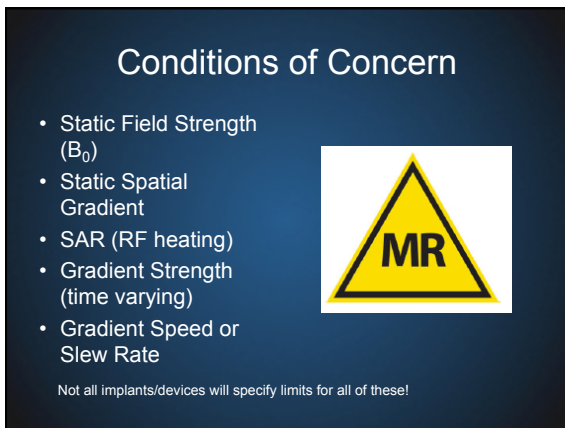 Conditions of Concern
• Static Field Strength
(B₀)
• Static Spatial
Gradient
• SAR (RF heating)
• Gradient Strength
(time varying)
• Gradient Speed or
Slew Rate
MR
Not all implants/devices will specify limits for all of these!